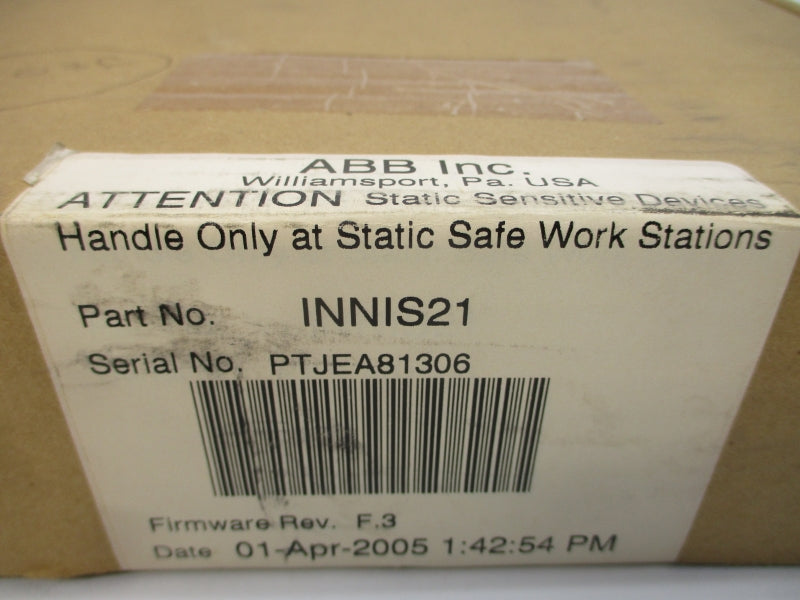 ABB Inc.
Williamsport, Pa. USA
ATTENTION Static Sensitive Devices
Handle Only at Static Safe Work Stations
Part No. INNIS21
Serial No. PTJEA81306
Firmware Rev. F.3
Date 01-Apr-2005 1:42:54 PM